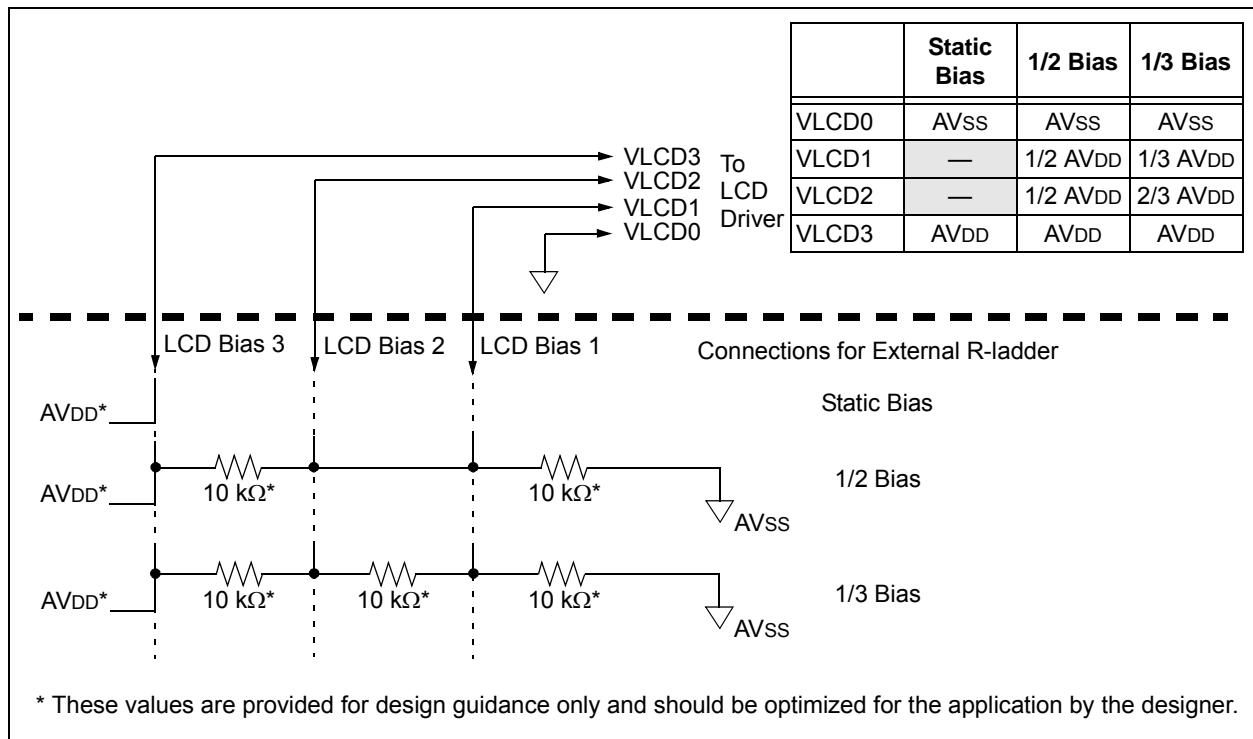 Static Bias 1/2 Bias 1/3 Bias
VLCD0 AVSS AVSS AVSS
VLCD1 — 1/2 AVDD 1/3 AVDD
VLCD2 — 1/2 AVDD 2/3 AVDD
VLCD3 AVDD AVDD AVDD
VLCD3
VLCD2
VLCD1
VLCD0
To
LCD
Driver
LCD Bias 3 LCD Bias 2 LCD Bias 1 Connections for External R-ladder
AVDD* Static Bias
AVDD* 10 kΩ* 10 kΩ* AVSS 1/2 Bias
AVDD* 10 kΩ* 10 kΩ* 10 kΩ* AVSS 1/3 Bias
* These values are provided for design guidance only and should be optimized for the application by the designer.